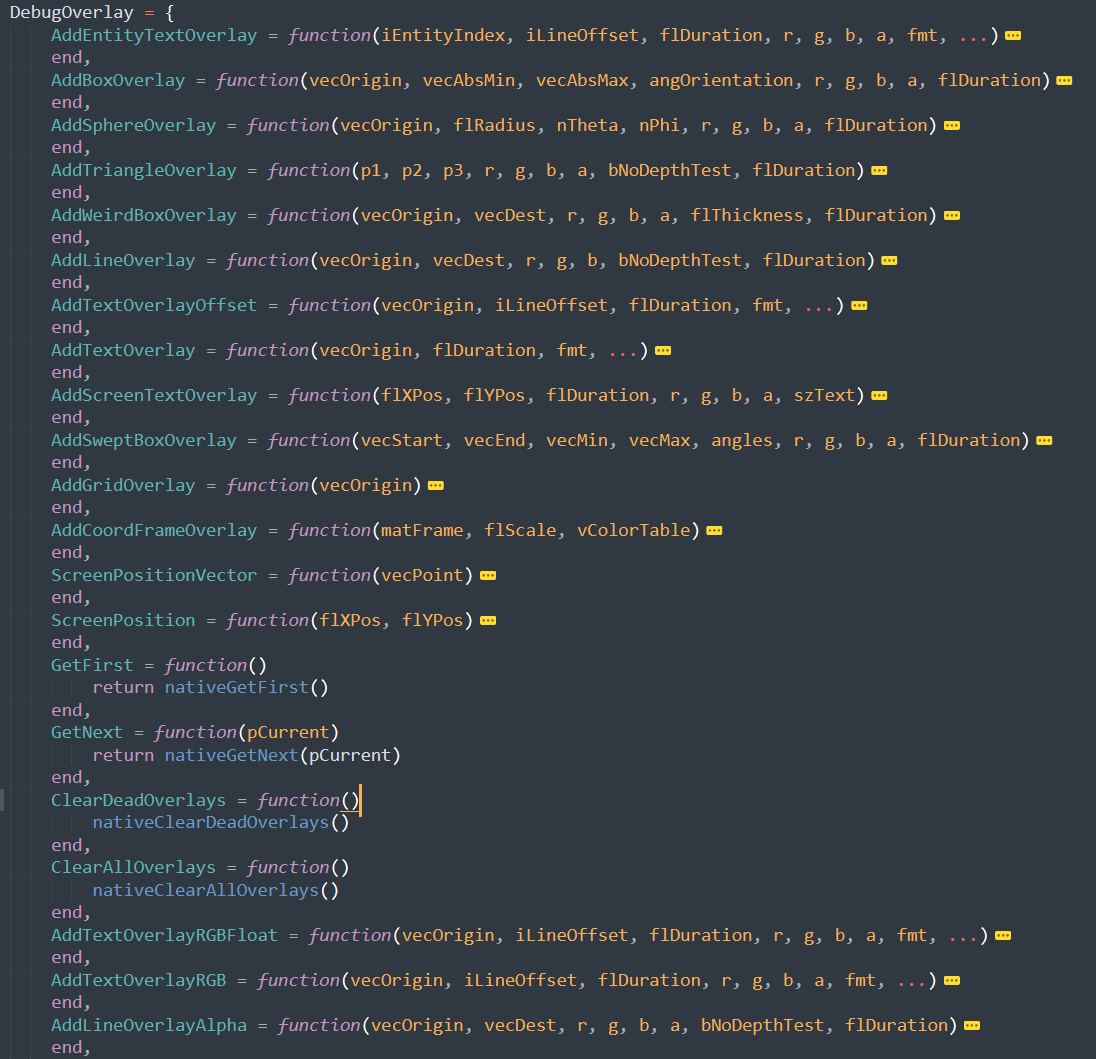 DebugOverlay = {
AddEntityTextOverlay = function(iEntityIndex, iLineOffset, flDuration, r, g, b, a, fmt, ...)
end,
AddBoxOverlay = function(vecOrigin, vecAbsMin, vecAbsMax, angOrientation, r, g, b, a, flDuration)
end,
AddSphereOverlay = function(vecOrigin, flRadius, nTheta, nPhi, r, g, b, a, flDuration)
end,
AddTriangleOverlay = function(p1, p2, p3, r, g, b, a, bNoDepthTest, flDuration)
end,
AddWeirdBoxOverlay = function(vecOrigin, vecDest, r, g, b, a, flThickness, flDuration)
end,
AddLineOverlay = function(vecOrigin, vecDest, r, g, b, bNoDepthTest, flDuration)
end,
AddTextOverlayOffset = function(vecOrigin, iLineOffset, flDuration, fmt, ...)
end,
AddTextOverlay = function(vecOrigin, flDuration, fmt, ...)
end,
AddScreenTextOverlay = function(flXPos, flYPos, flDuration, r, g, b, a, szText)
end,
AddSweptBoxOverlay = function(vecStart, vecEnd, vecMin, vecMax, angles, r, g, b, a, flDuration)
end,
AddGridOverlay = function(vecOrigin)
end,
AddCoordFrameOverlay = function(matFrame, flScale, vColorTable)
end,
ScreenPositionVector = function(vecPoint)
end,
ScreenPosition = function(flXPos, flYPos)
end,
GetFirst = function()
return nativeGetFirst()
end,
GetNext = function(pCurrent)
return nativeGetNext(pCurrent)
end,
ClearDeadOverlays = function()
nativeClearDeadOverlays()
end,
ClearAllOverlays = function()
nativeClearAllOverlays()
end,
AddTextOverlayRGBFloat = function(vecOrigin, iLineOffset, flDuration, r, g, b, a, fmt, ...)
end,
AddTextOverlayRGB = function(vecOrigin, iLineOffset, flDuration, r, g, b, a, fmt, ...)
end,
AddLineOverlayAlpha = function(vecOrigin, vecDest, r, g, b, a, bNoDepthTest, flDuration)
end,